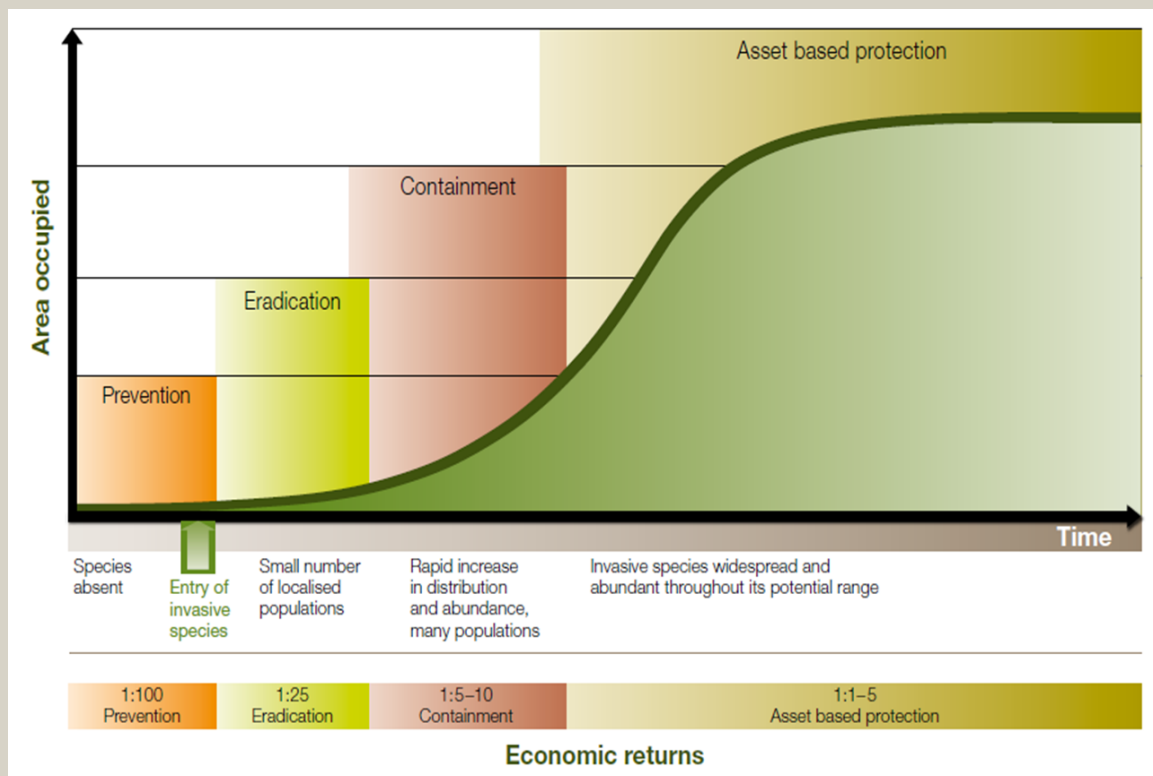 Asset based protection
Containment
Eradication
Prevention
Area occupied
Time
Species
absent
Entry of
invasive
species
Small number
of localised
populations
Rapid increase
in distribution
and abundance,
many populations
Invasive species widespread and
abundant throughout its potential range
1:100
Prevention
1:25
Eradication
1:5–10
Containment
1:1–5
Asset based protection
Economic returns